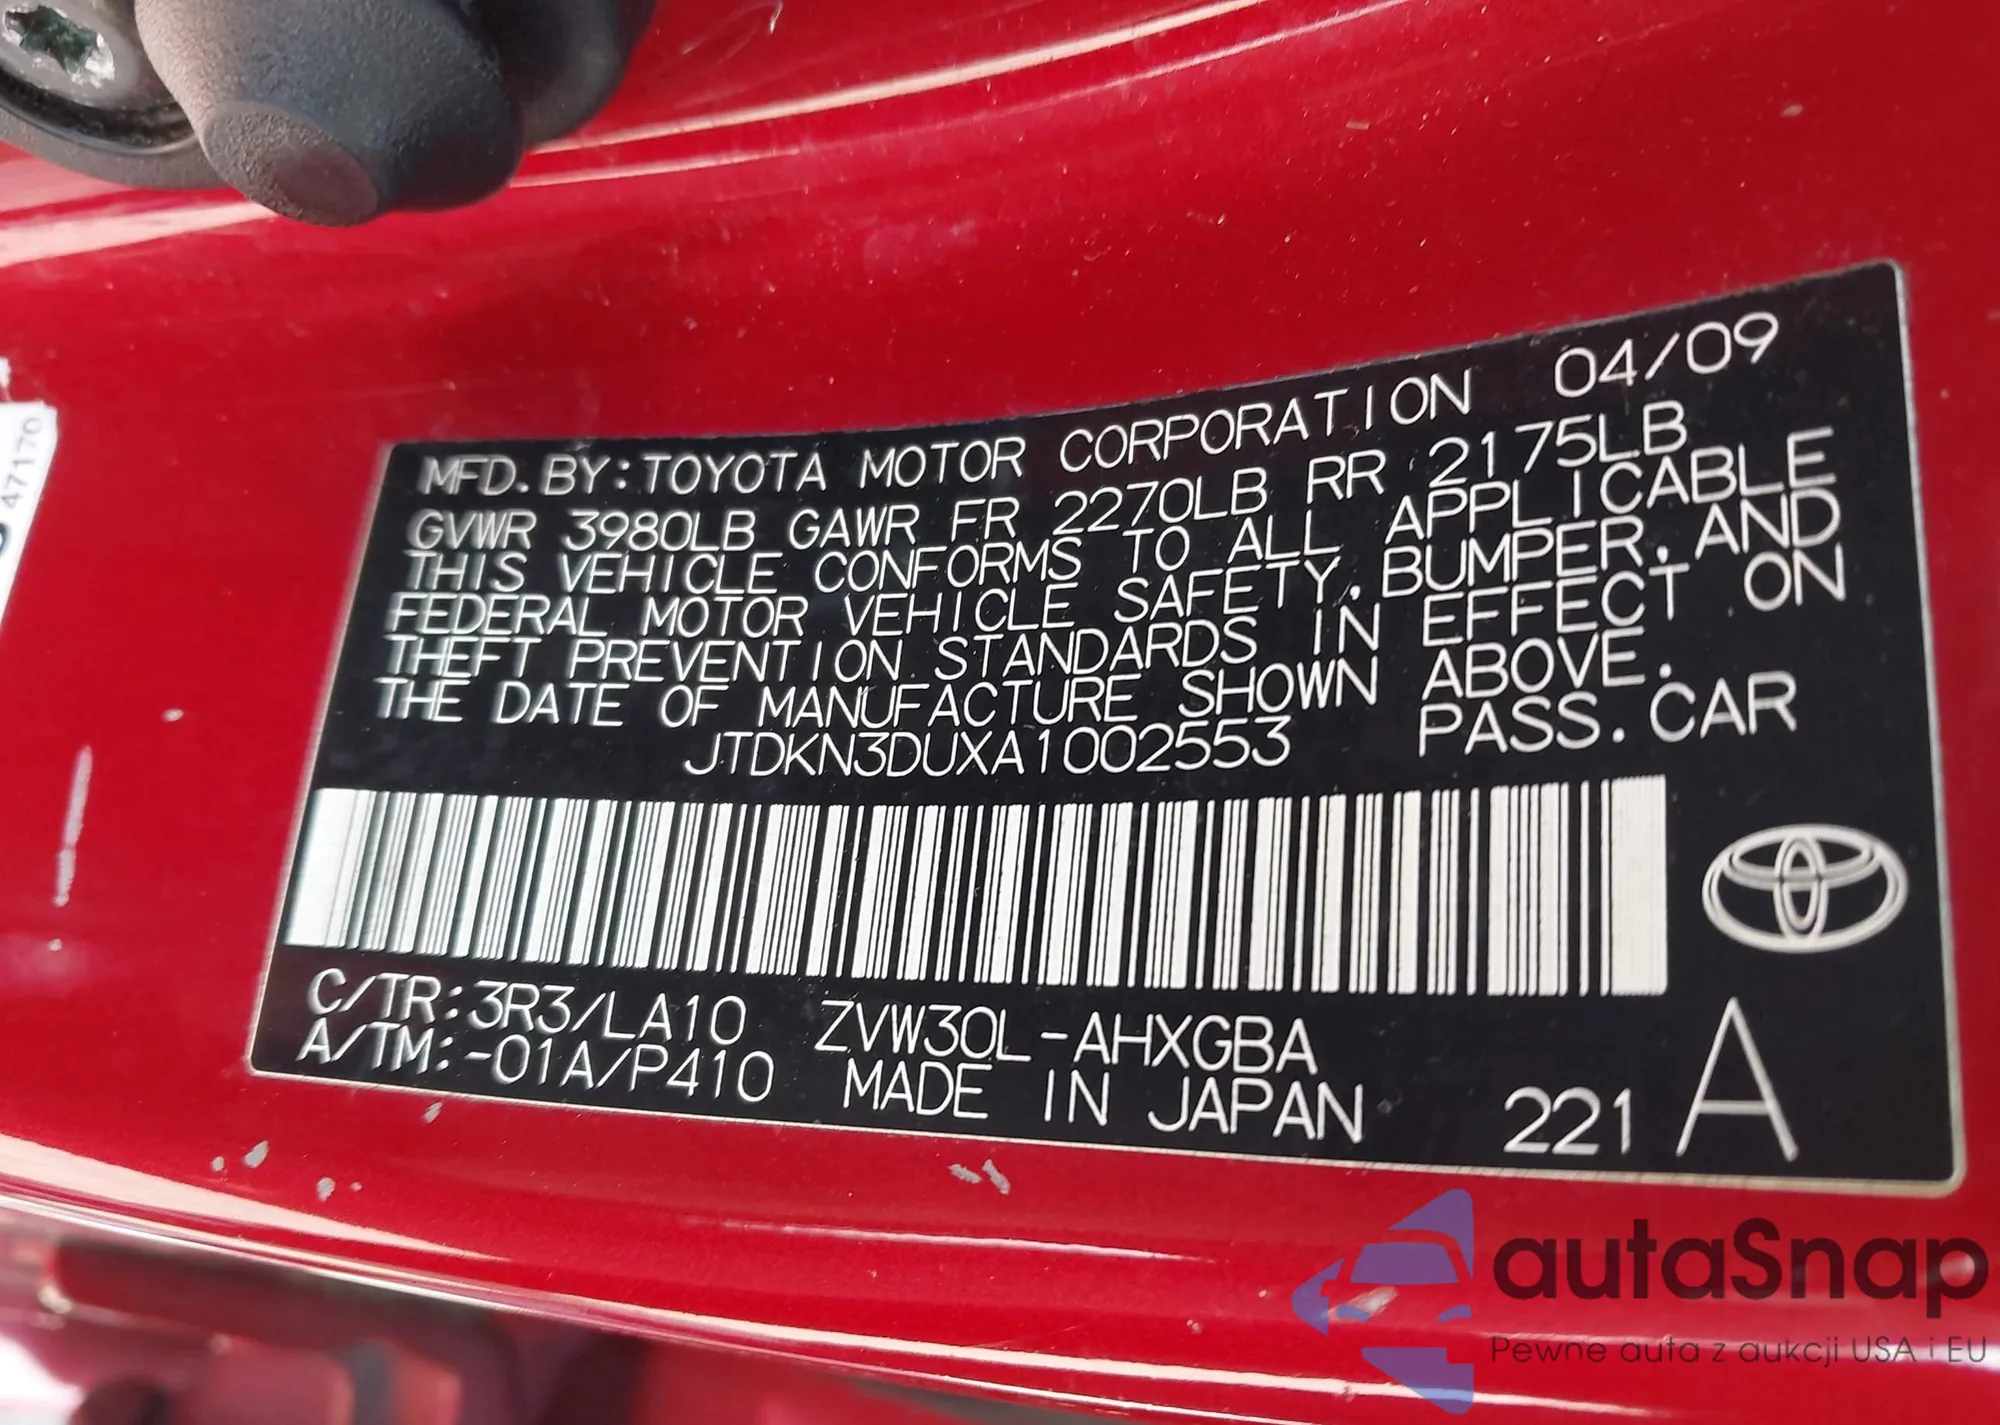 47170
MFD. BY: TOYOTA MOTOR CORPORATION 04/09
GVWR 3980LB GAWR FR 2270LB RR 2175LB
THIS VEHICLE CONFORMS TO ALL APPLICABLE
FEDERAL MOTOR VEHICLE SAFETY, BUMPER, AND
THEFT PREVENTION STANDARDS IN EFFECT ON
THE DATE OF MANUFACTURE SHOWN ABOVE.
JTDKN3DUXA1002553 PASS. CAR
C/TR: 3R3/LA10 ZVW30L-AHXGBA
A/TM: -01A/P410 MADE IN JAPAN 221 A
autaSnap
Pewne auta z aukcji USA i EU